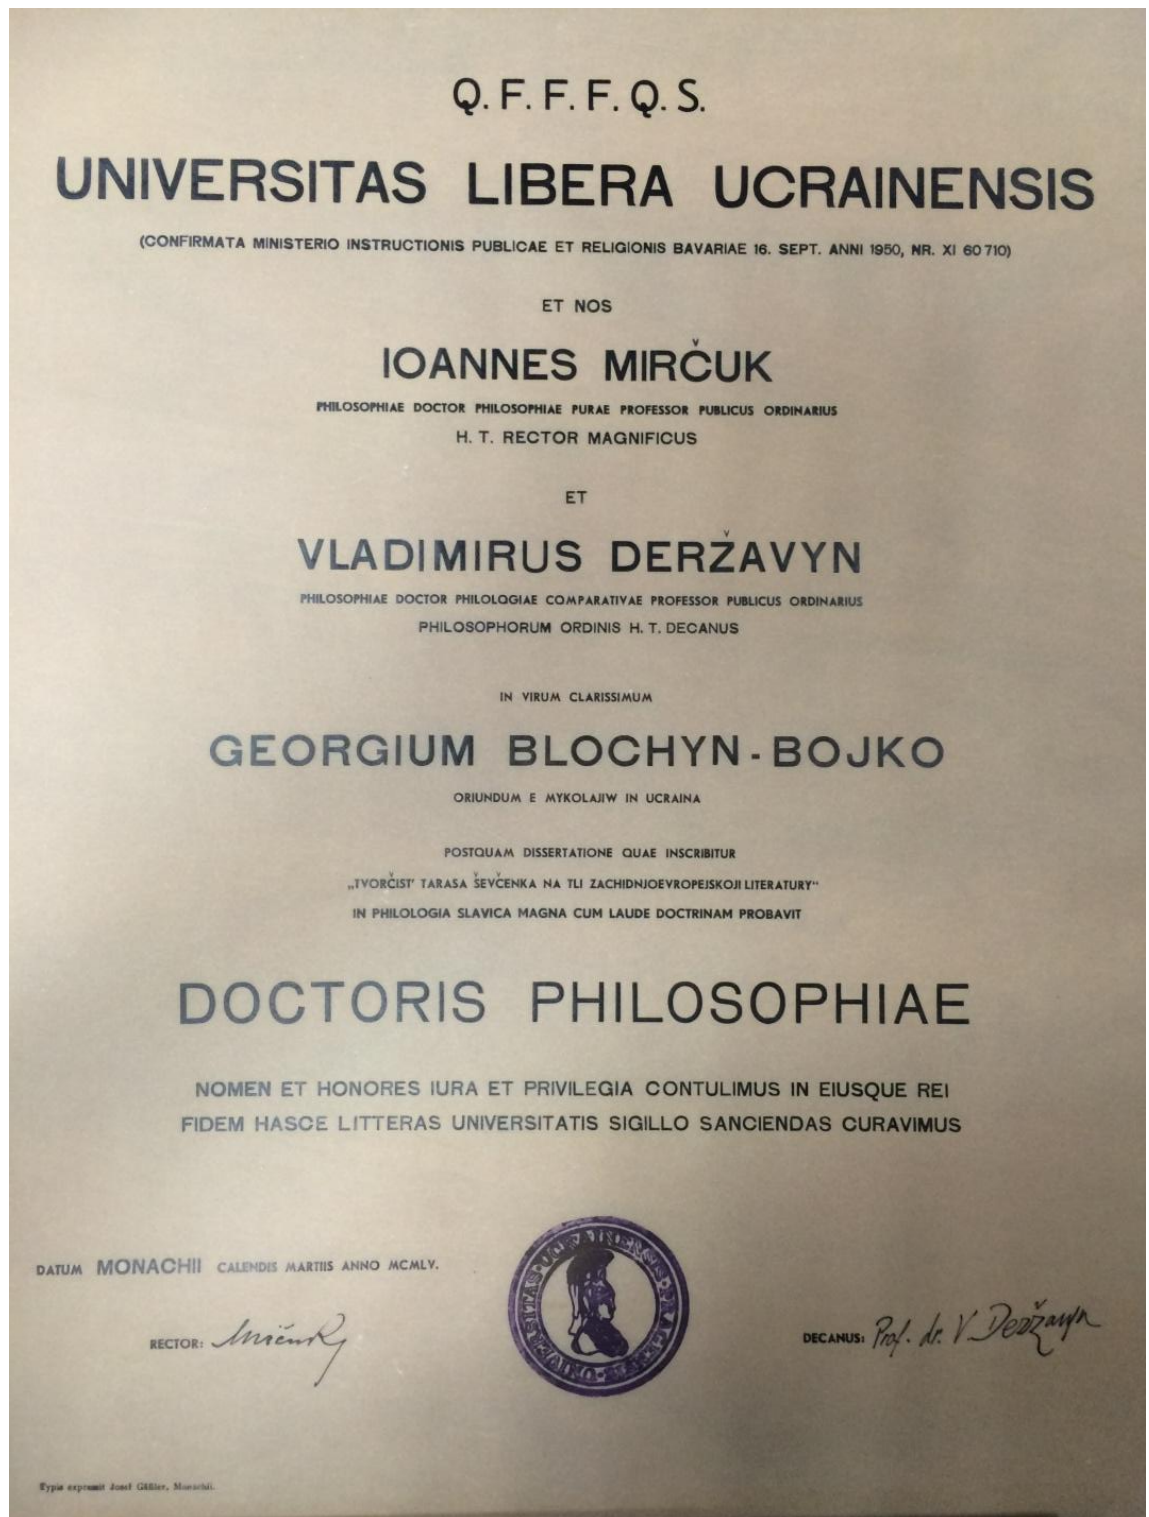 Q. F. F. F. Q. S.
UNIVERSITAS LIBERA UCRAINENSIS
(CONFIRMATA MINISTERIO INSTRUCTIONIS PUBLICAE ET RELIGIONIS BAVARIAE 16. SEPT. ANNI 1950, NR. XI 60710)
ET NOS
IOANNES MIRČUK
PHILOSOPHIAE DOCTOR PHILOSOPHIAE PURAE PROFESSOR PUBLICUS ORDINARIUS
H. T. RECTOR MAGNIFICUS
ET
VLADIMIRUS DERŽAVYN
PHILOSOPHIAE DOCTOR PHILOLOGIAE COMPARATIVAE PROFESSOR PUBLICUS ORDINARIUS
PHILOSOPHORUM ORDINIS H. T. DECANUS
IN VIRUM CLARISSIMUM
GEORGIUM BLOCHYN-BOJKO
ORIUNDUM E MYKOLAJIW IN UCRAINA
POSTQUAM DISSERTATIONE QUAE INSCRIBITUR
„TVORČIST' TARASA ŠEVČENKA NA TLI ZACHIDNJOEVROPEJSKOJI LITERATURY“
IN PHILOLOGIA SLAVICA MAGNA CUM LAUDE DOCTRINAM PROBAVIT
DOCTORIS PHILOSOPHIAE
NOMEN ET HONORES IURA ET PRIVILEGIA CONTULIMUS IN EIUSQUE REI
FIDEM HASCE LITTERAS UNIVERSITATIS SIGILLO SANCIENDAS CURAVIMUS
DATUM MONACHII CALENDIS MARTIIS ANNO MCMLV.
UNIVERSITAS UCRAINENSIS
RECTOR: Mirčuk
DECANUS: Prof. dr. V Deržavyn
Typis expressit Josef Gäßler, Monachii.